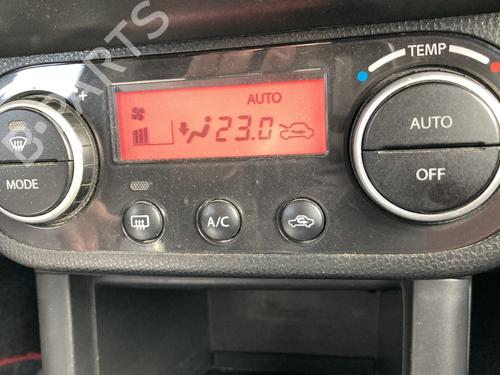 TEMP
AUTO
23.0
AUTO
OFF
MODE
A/C
B-PARTS